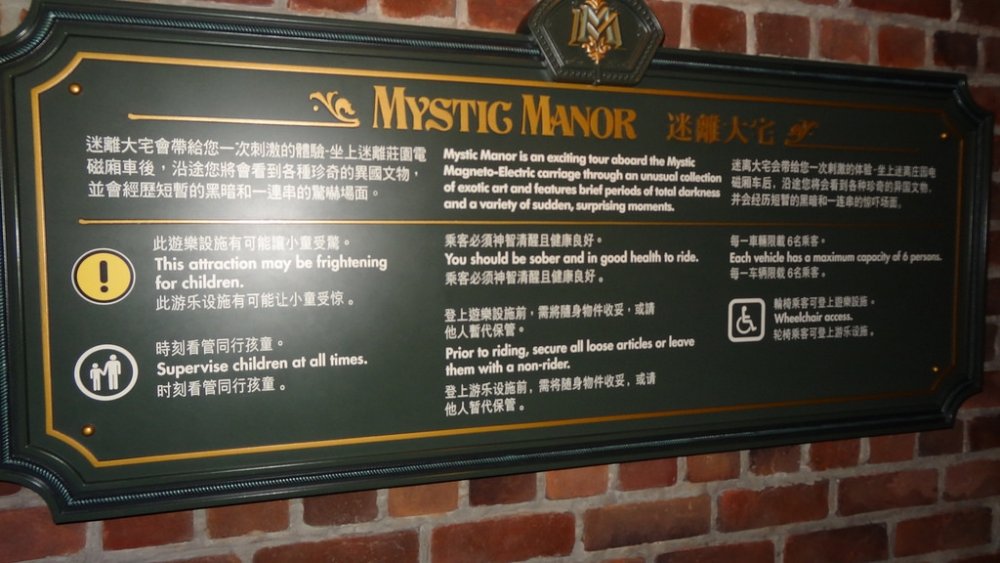 MM
MYSTIC MANOR 迷離大宅
迷離大宅會帶給您一次刺激的體驗-坐上迷離莊園電
磁廂車後，沿途您將會看到各種珍奇的異國文物，
並會經歷短暫的黑暗和一連串的驚嚇場面。
Mystic Manor is an exciting tour aboard the Mystic
Magneto-Electric carriage through an unusual collection
of exotic art and features brief periods of total darkness
and a variety of sudden, surprising moments.
迷离大宅会带给您一次刺激的体验-坐上迷离庄园电
磁厢车后，沿途您将会看到各种珍奇的异国文物，
并会经历短暂的黑暗和一连串的惊吓场面。
此遊樂設施有可能讓小童受驚。
This attraction may be frightening
for children.
此游乐设施有可能让小童受惊。
時刻看管同行孩童。
Supervise children at all times.
时刻看管同行孩童。
乘客必須神智清醒且健康良好。
You should be sober and in good health to ride.
乘客必须神智清醒且健康良好。
登上遊樂設施前，需將隨身物件收妥，或請
他人暫代保管。
Prior to riding, secure all loose articles or leave
them with a non-rider.
登上游乐设施前，需将随身物件收妥，或请
他人暂代保管。
每一車輛限載 6名乘客。
Each vehicle has a maximum capacity of 6 persons.
每一车辆限载 6名乘客。
輪椅乘客可登上遊樂設施。
Wheelchair access.
轮椅乘客可登上游乐设施。